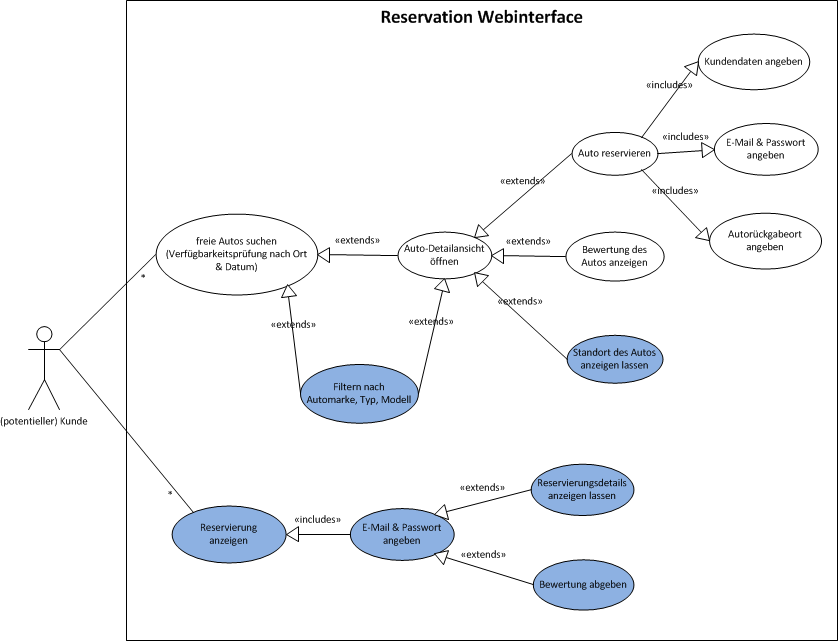 Reservation Webinterface
Kundendaten angeben
«includes»
Auto reservieren
«includes»
E-Mail & Passwort
angeben
«extends»
«includes»
freie Autos suchen
(Verfügbarkeitsprüfung nach Ort
& Datum)
«extends»
Auto-Detailansicht
öffnen
«extends»
Bewertung des
Autos anzeigen
Autorückgabeort
angeben
*
«extends»
«extends»
«extends»
Standort des Autos
anzeigen lassen
Filtern nach
Automarke, Typ, Modell
(potentieller) Kunde
*
Reservierung
anzeigen
«includes»
E-Mail & Passwort
angeben
«extends»
Reservierungsdetails
anzeigen lassen
«extends»
Bewertung abgeben